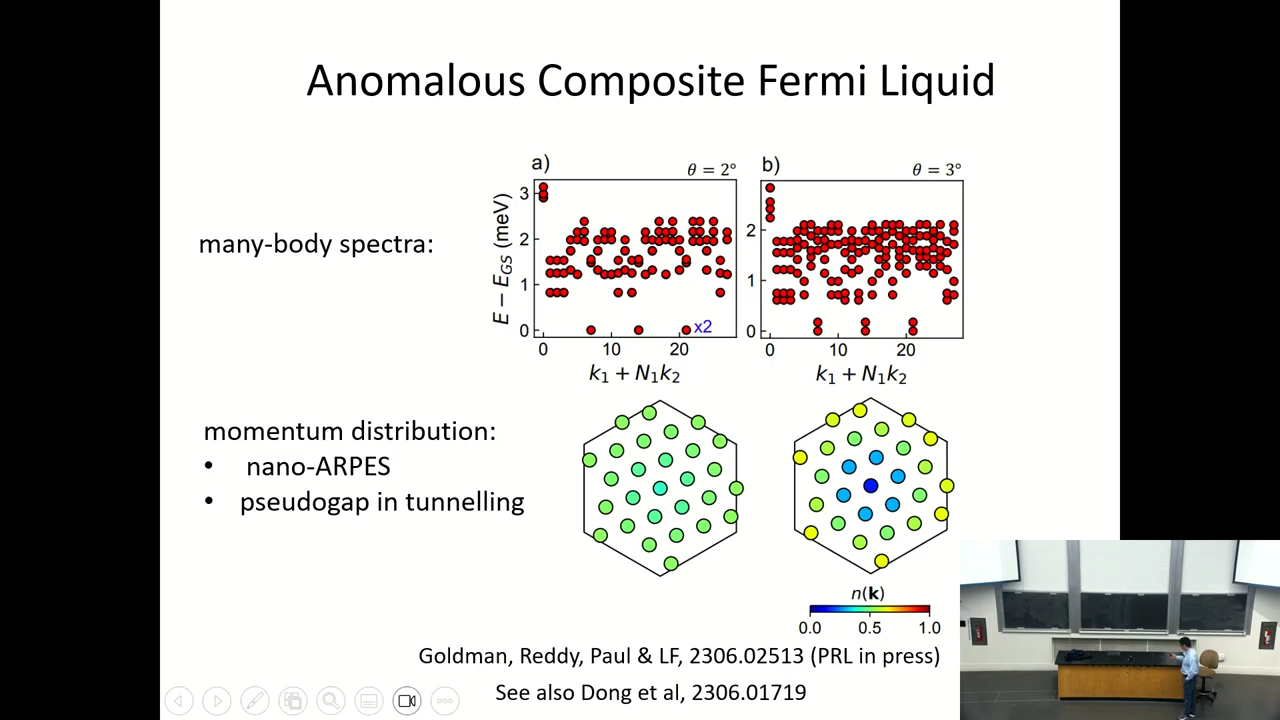 Anomalous Composite Fermi Liquid
many-body spectra:
a)
θ = 2°
E − E_GS (meV)
3
2
1
0
x2
0 10 20
k₁ + N₁k₂
b)
θ = 3°
2
1
0
0 10 20
k₁ + N₁k₂
momentum distribution:
• nano-ARPES
• pseudogap in tunnelling
n(k)
0.0 0.5 1.0
Goldman, Reddy, Paul & LF, 2306.02513 (PRL in press)
See also Dong et al, 2306.01719